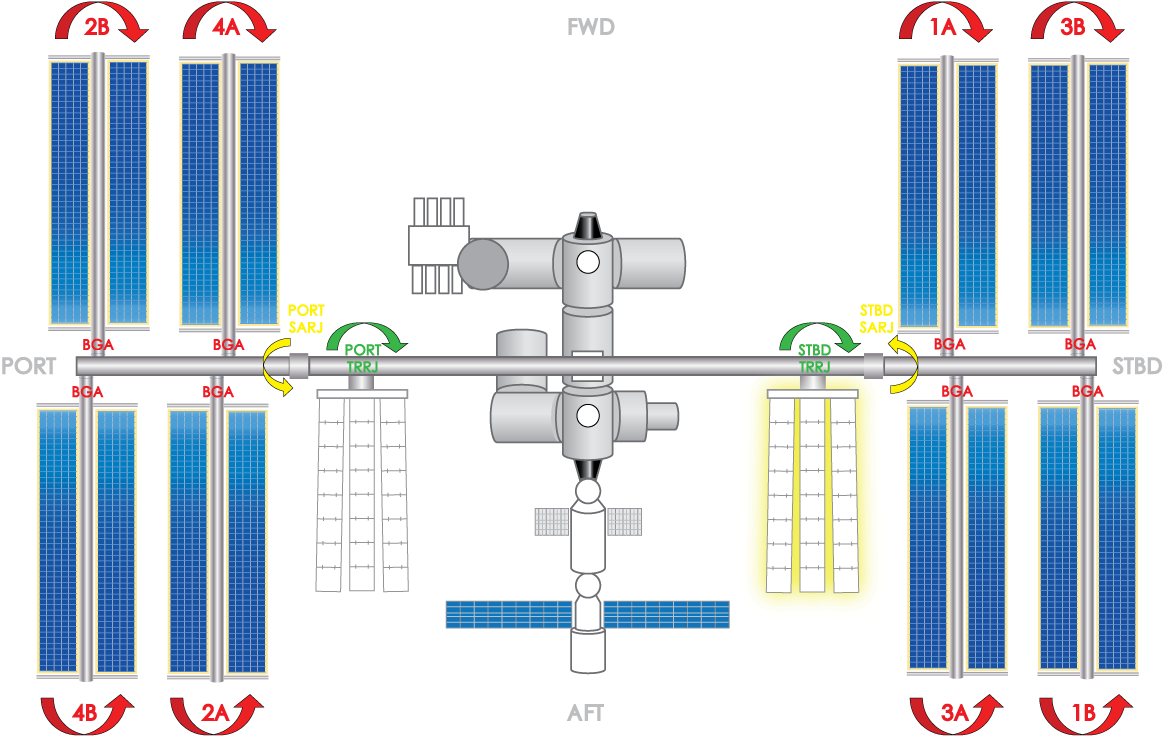 2B
4A
FWD
1A
3B
PORT
SARJ
STBD
SARJ
BGA
BGA
PORT
TRRJ
STBD
TRRJ
BGA
BGA
PORT
STBD
BGA
BGA
BGA
BGA
4B
2A
AFT
3A
1B